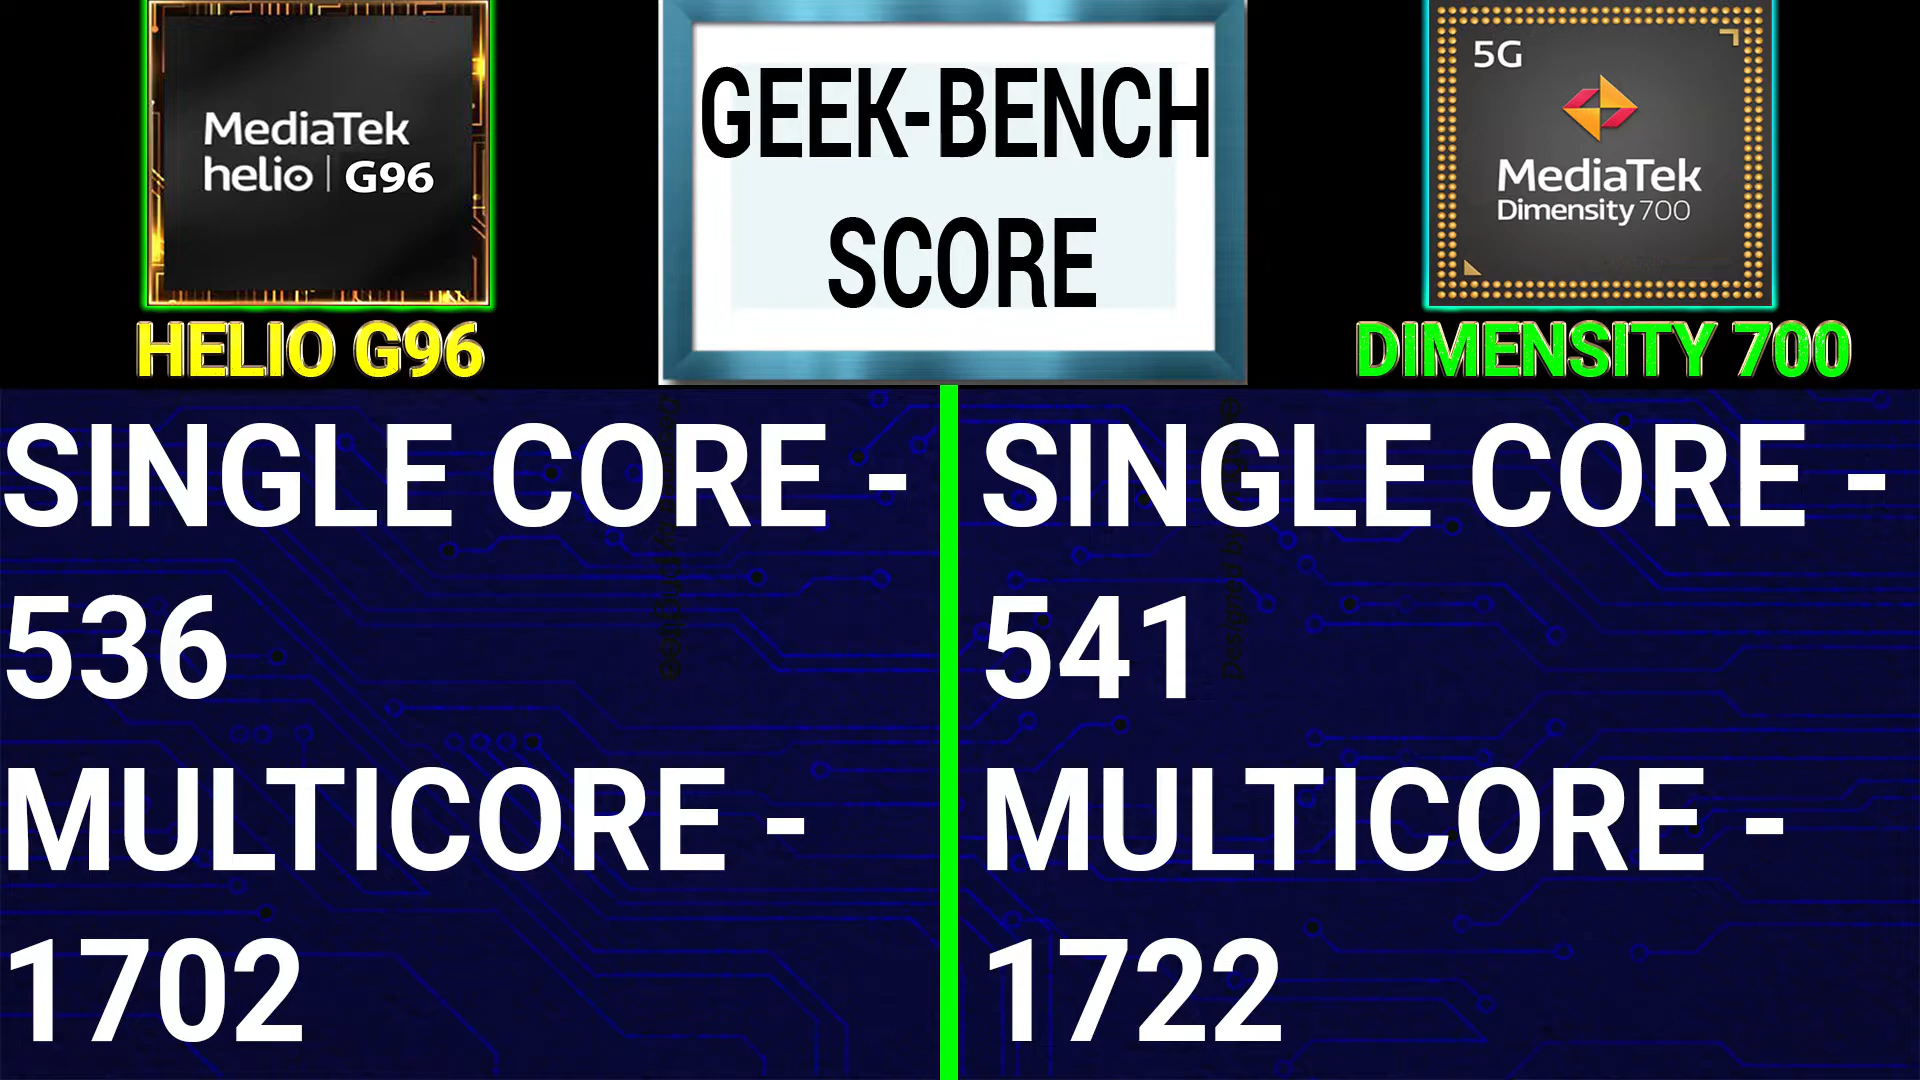 MediaTek
helio | G96
HELIO G96
GEEK-BENCH
SCORE
5G
MediaTek
Dimensity 700
DIMENSITY 700
SINGLE CORE -
536
MULTICORE -
1702
SINGLE CORE -
541
MULTICORE -
1722